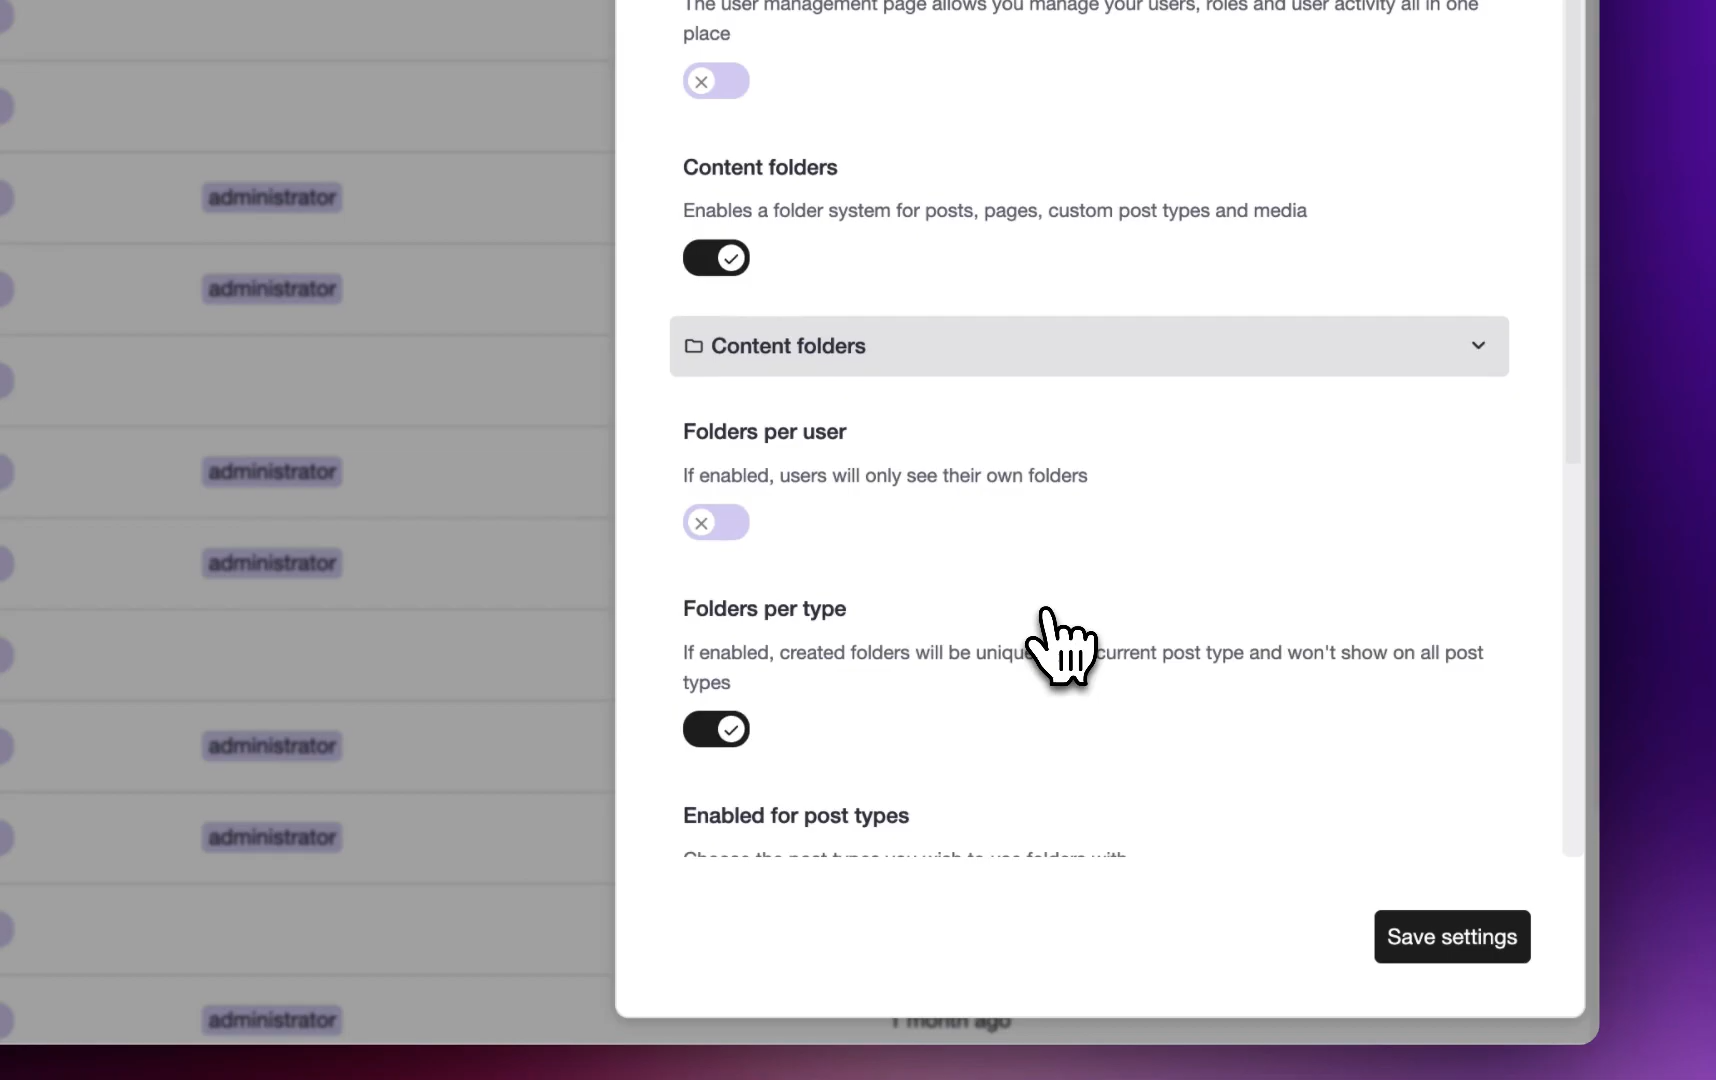 The user management page allows you manage your users, roles and user activity all in one
place
Content folders
Enables a folder system for posts, pages, custom post types and media
Content folders
Folders per user
If enabled, users will only see their own folders
Folders per type
If enabled, created folders will be unique current post type and won't show on all post
types
Enabled for post types
Choose the post types you wish to use folders with
Save settings
administrator
administrator
administrator
administrator
administrator
administrator
administrator
1 month ago